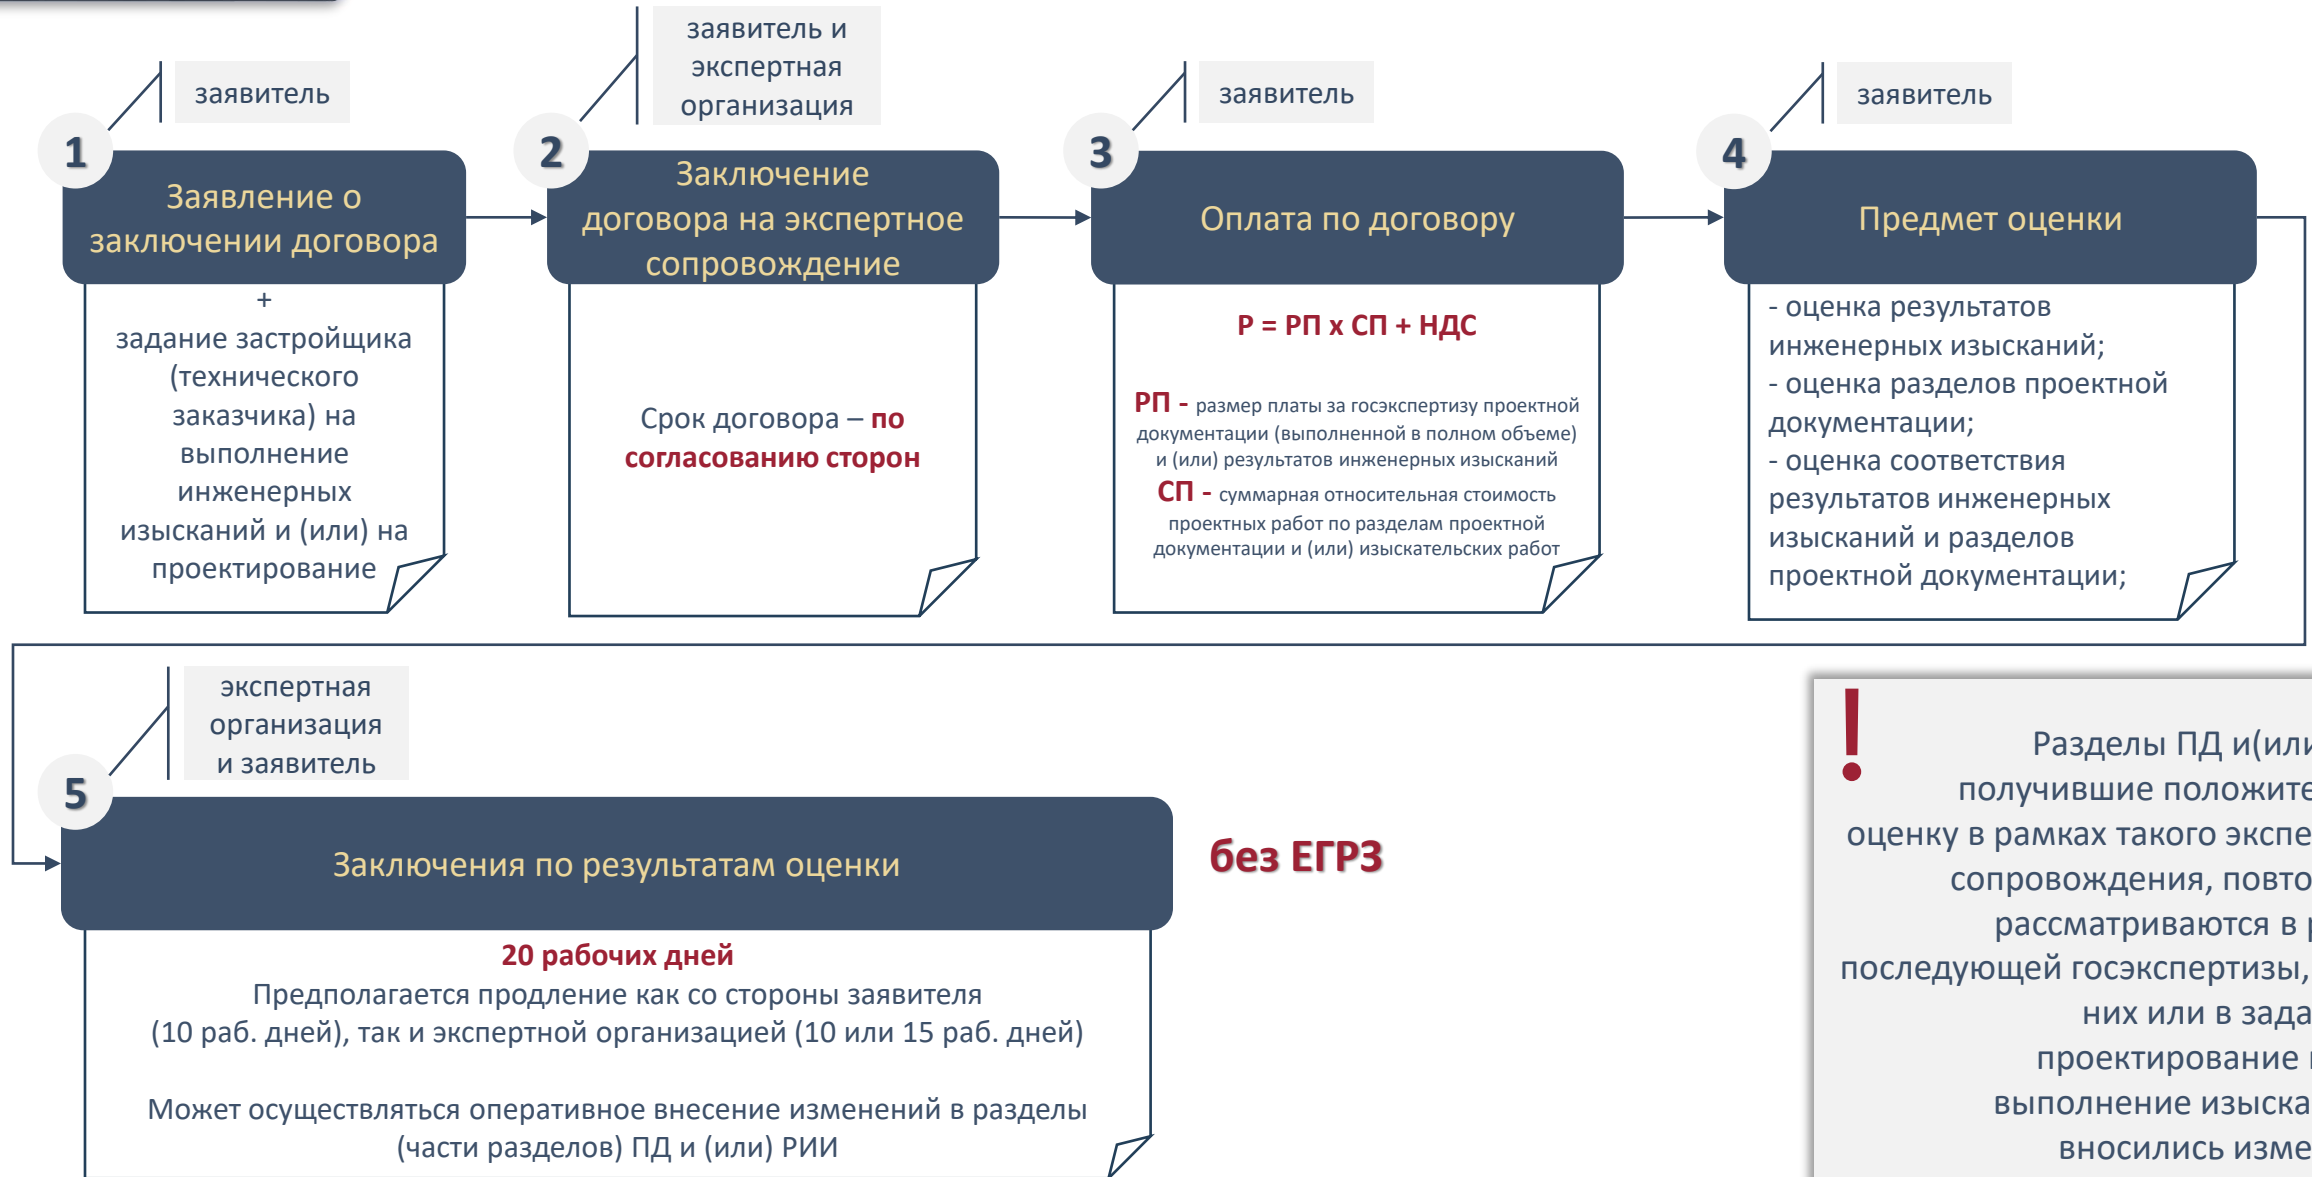 заявитель
1
Заявление о
заключении договора
+
задание застройщика
(технического
заказчика) на
выполнение
инженерных
изысканий и (или) на
проектирование
заявитель и
экспертная
организация
2
Заключение
договора на экспертное
сопровождение
Срок договора – по
согласованию сторон
заявитель
3
Оплата по договору
Р = РП х СП + НДС
РП - размер платы за госэкспертизу проектной
документации (выполненной в полном объеме)
и (или) результатов инженерных изысканий
СП - суммарная относительная стоимость
проектных работ по разделам проектной
документации и (или) изыскательских работ
заявитель
4
Предмет оценки
- оценка результатов
инженерных изысканий;
- оценка разделов проектной
документации;
- оценка соответствия
результатов инженерных
изысканий и разделов
проектной документации;
экспертная
организация
и заявитель
5
Заключения по результатам оценки
20 рабочих дней
Предполагается продление как со стороны заявителя
(10 раб. дней), так и экспертной организацией (10 или 15 раб. дней)
Может осуществляться оперативное внесение изменений в разделы
(части разделов) ПД и (или) РИИ
без ЕГРЗ
!
Разделы ПД
получившие
оценку в рамках такого
сопровождения,
рассматриваются в
последующей госэкспертизы,
них или в
проектирование
выполнение
вносились